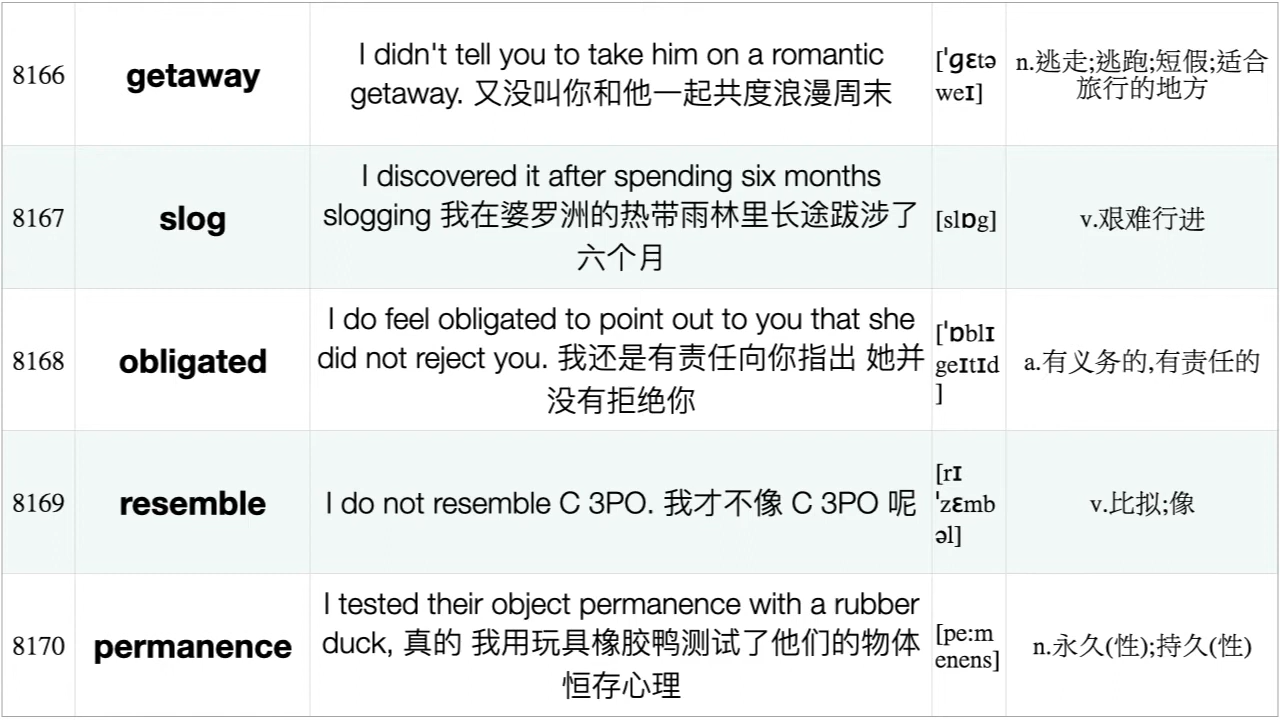 8166
getaway
I didn't tell you to take him on a romantic
getaway. 又没叫你和他一起共度浪漫周末
[ˈɡɛtə
weɪ]
n.逃走;逃跑;短假;适合
旅行的地方
8167
slog
I discovered it after spending six months
slogging 我在婆罗洲的热带雨林里长途跋涉了
六个月
[slɒg]
v.艰难行进
8168
obligated
I do feel obligated to point out to you that she
did not reject you. 我还是有责任向你指出 她并
没有拒绝你
[ˈɒblɪ
geɪtɪd
]
a.有义务的,有责任的
8169
resemble
I do not resemble C 3PO. 我才不像 C 3PO 呢
[rɪ
ˈzɛmb
əl]
v.比拟;像
8170
permanence
I tested their object permanence with a rubber
duck, 真的 我用玩具橡胶鸭测试了他们的物体
恒存心理
[pe:m
enens]
n.永久(性);持久(性)